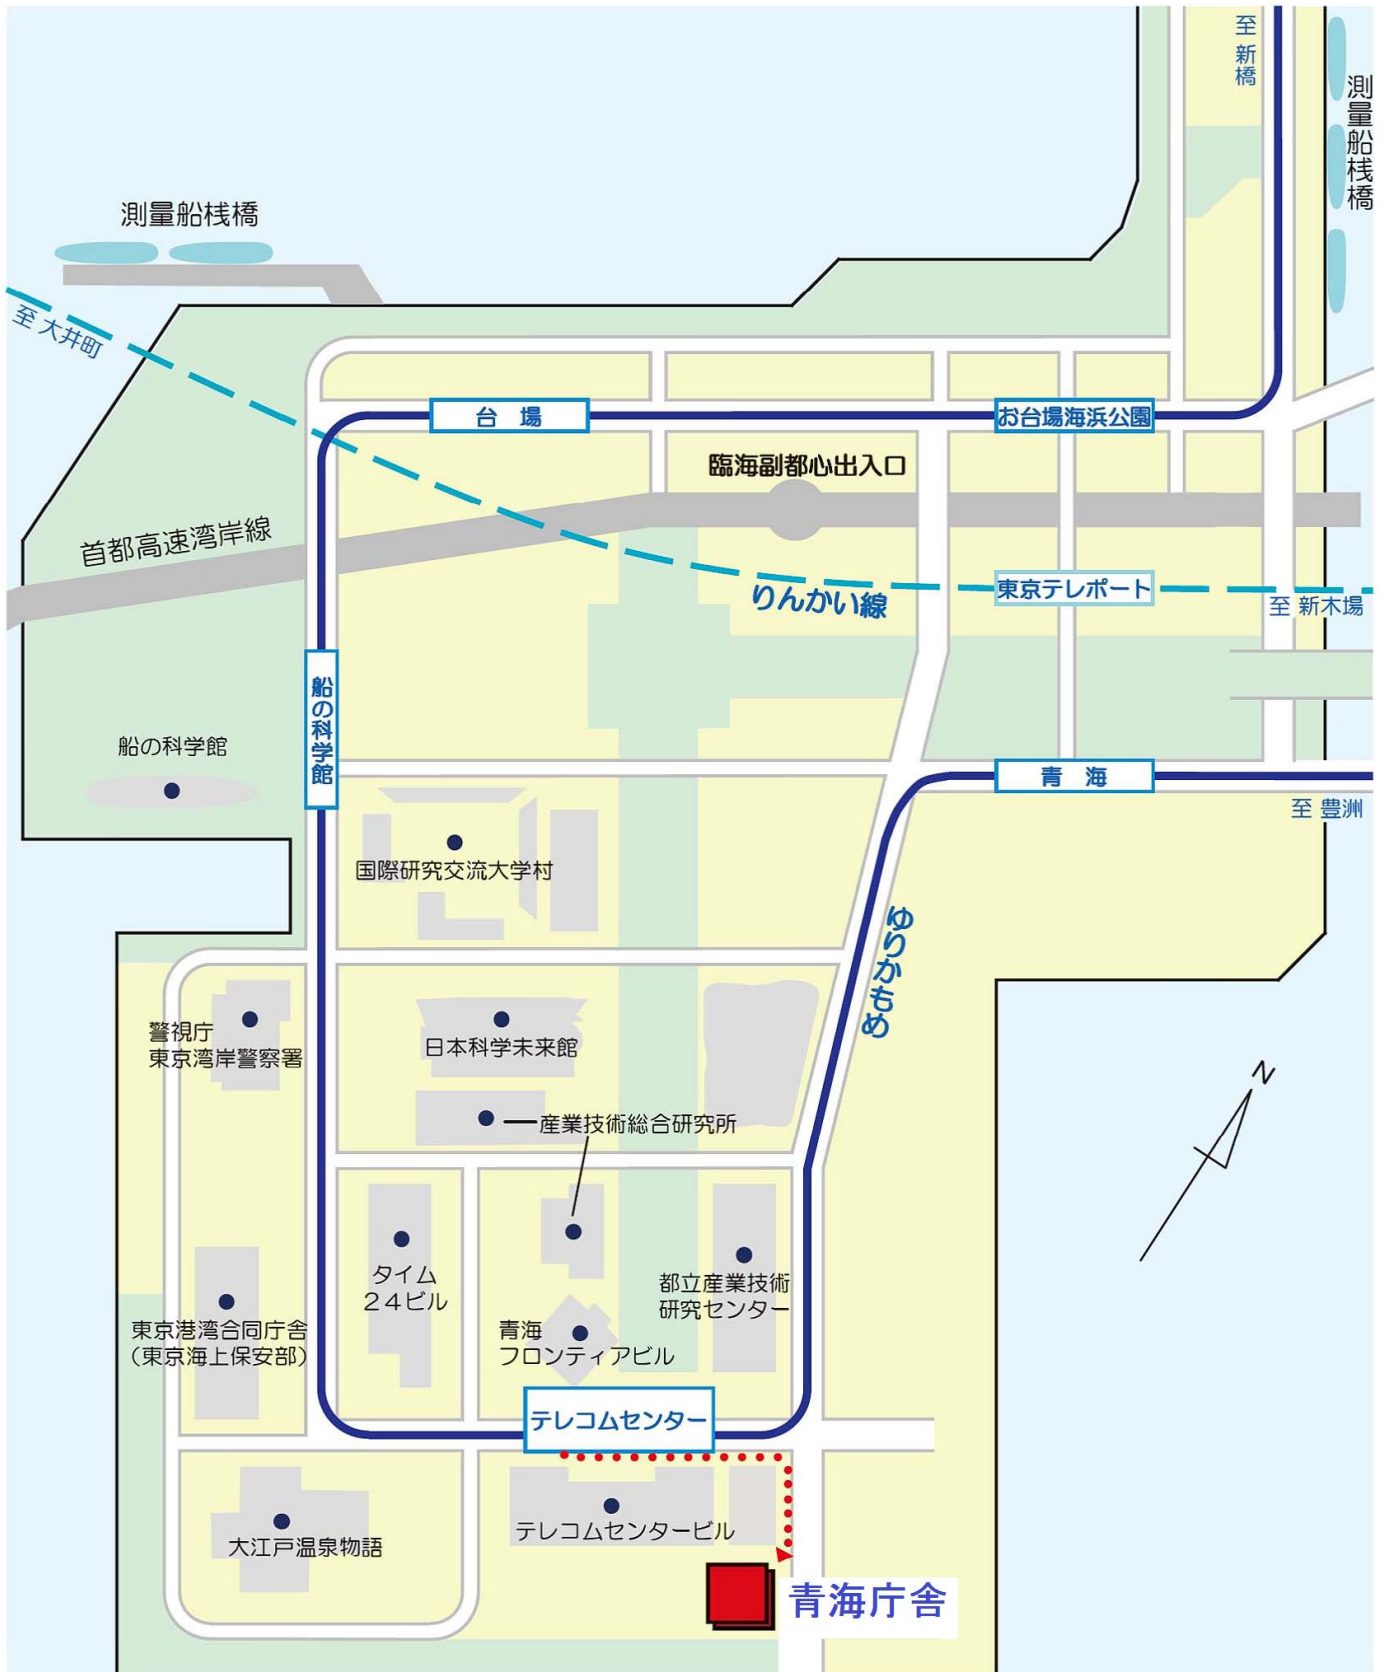 至 新橋
測量船桟橋
測量船桟橋
至 大井町
台 場
お台場海浜公園
臨海副都心出入口
首都高速湾岸線
りんかい線
東京テレポート
至 新木場
船の科学館
船の科学館
青 海
至 豊洲
国際研究交流大学村
ゆりかもめ
警視庁
東京湾岸警察署
日本科学未来館
N
産業技術総合研究所
タイム
24ビル
都立産業技術
研究センター
東京港湾合同庁舎
(東京海上保安部)
青海
フロンティアビル
テレコムセンター
テレコムセンタービル
大江戸温泉物語
青海庁舎